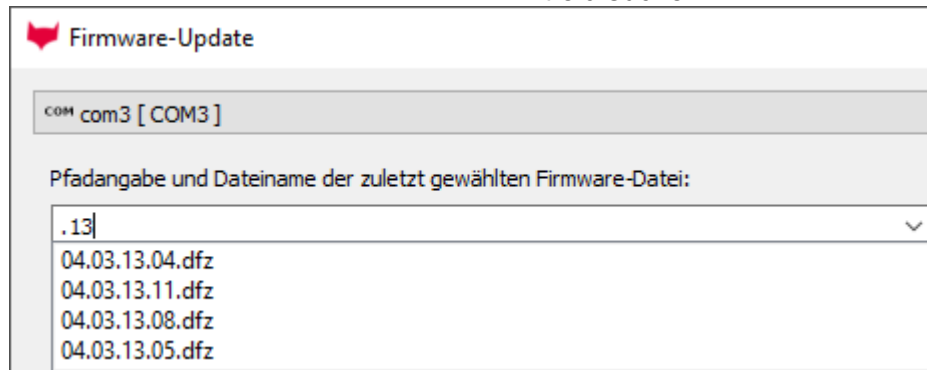 Firmware-Update
COM com3 [ COM3 ]
Pfadangabe und Dateiname der zuletzt gewählten Firmware-Datei:
.13
04.03.13.04.dfz
04.03.13.11.dfz
04.03.13.08.dfz
04.03.13.05.dfz